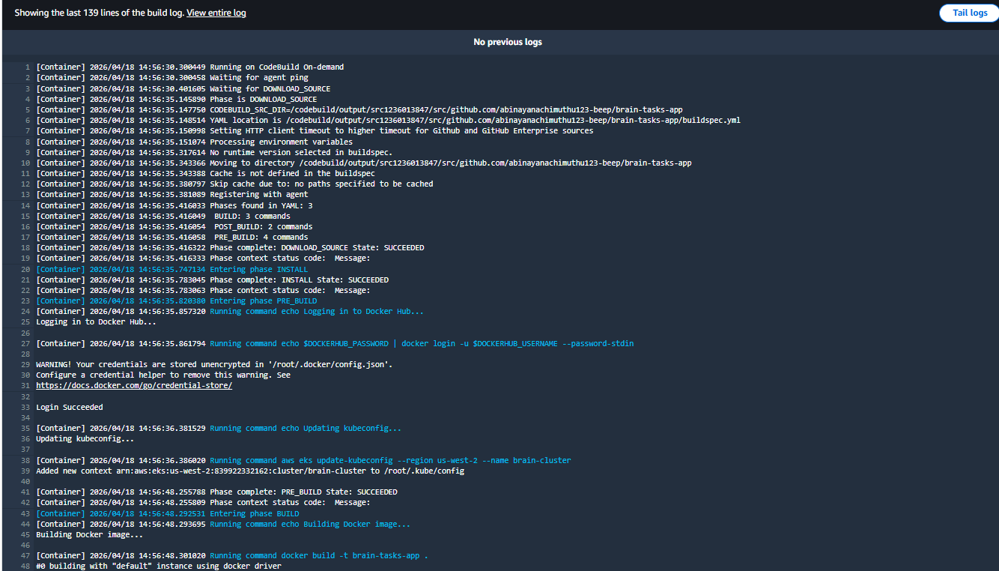 Showing the last 139 lines of the build log. View entire log
Tail logs
No previous logs
1 [Container] 2026/04/18 14:56:30.300449 Running on CodeBuild On-demand
2 [Container] 2026/04/18 14:56:30.300458 Waiting for agent ping
3 [Container] 2026/04/18 14:56:30.401605 Waiting for DOWNLOAD_SOURCE
4 [Container] 2026/04/18 14:56:35.145890 Phase is DOWNLOAD_SOURCE
5 [Container] 2026/04/18 14:56:35.147750 CODEBUILD_SRC_DIR=/codebuild/output/src1236013847/src/github.com/abinayanachimuthu123-beep/brain-tasks-app
6 [Container] 2026/04/18 14:56:35.148514 YAML location is /codebuild/output/src1236013847/src/github.com/abinayanachimuthu123-beep/brain-tasks-app/buildspec.yml
7 [Container] 2026/04/18 14:56:35.150998 Setting HTTP client timeout to higher timeout for Github and GitHub Enterprise sources
8 [Container] 2026/04/18 14:56:35.151074 Processing environment variables
9 [Container] 2026/04/18 14:56:35.317614 No runtime version selected in buildspec.
10 [Container] 2026/04/18 14:56:35.343366 Moving to directory /codebuild/output/src1236013847/src/github.com/abinayanachimuthu123-beep/brain-tasks-app
11 [Container] 2026/04/18 14:56:35.343388 Cache is not defined in the buildspec
12 [Container] 2026/04/18 14:56:35.380797 Skip cache due to: no paths specified to be cached
13 [Container] 2026/04/18 14:56:35.381089 Registering with agent
14 [Container] 2026/04/18 14:56:35.416033 Phases found in YAML: 3
15 [Container] 2026/04/18 14:56:35.416049  BUILD: 3 commands
16 [Container] 2026/04/18 14:56:35.416054  POST_BUILD: 2 commands
17 [Container] 2026/04/18 14:56:35.416058  PRE_BUILD: 4 commands
18 [Container] 2026/04/18 14:56:35.416322 Phase complete: DOWNLOAD_SOURCE State: SUCCEEDED
19 [Container] 2026/04/18 14:56:35.416333 Phase context status code:  Message:
20 [Container] 2026/04/18 14:56:35.747134 Entering phase INSTALL
21 [Container] 2026/04/18 14:56:35.783045 Phase complete: INSTALL State: SUCCEEDED
22 [Container] 2026/04/18 14:56:35.783063 Phase context status code:  Message:
23 [Container] 2026/04/18 14:56:35.820380 Entering phase PRE_BUILD
24 [Container] 2026/04/18 14:56:35.857320 Running command echo Logging in to Docker Hub...
25 Logging in to Docker Hub...
26
27 [Container] 2026/04/18 14:56:35.861794 Running command echo $DOCKERHUB_PASSWORD | docker login -u $DOCKERHUB_USERNAME --password-stdin
28
29 WARNING! Your credentials are stored unencrypted in '/root/.docker/config.json'.
30 Configure a credential helper to remove this warning. See
31 https://docs.docker.com/go/credential-store/
32
33 Login Succeeded
34
35 [Container] 2026/04/18 14:56:36.381529 Running command echo Updating kubeconfig...
36 Updating kubeconfig...
37
38 [Container] 2026/04/18 14:56:36.386020 Running command aws eks update-kubeconfig --region us-west-2 --name brain-cluster
39 Added new context arn:aws:eks:us-west-2:839922332162:cluster/brain-cluster to /root/.kube/config
40
41 [Container] 2026/04/18 14:56:48.255788 Phase complete: PRE_BUILD State: SUCCEEDED
42 [Container] 2026/04/18 14:56:48.255809 Phase context status code:  Message:
43 [Container] 2026/04/18 14:56:48.292531 Entering phase BUILD
44 [Container] 2026/04/18 14:56:48.293695 Running command echo Building Docker image...
45 Building Docker image...
46
47 [Container] 2026/04/18 14:56:48.301020 Running command docker build -t brain-tasks-app .
48 #0 building with "default" instance using docker driver